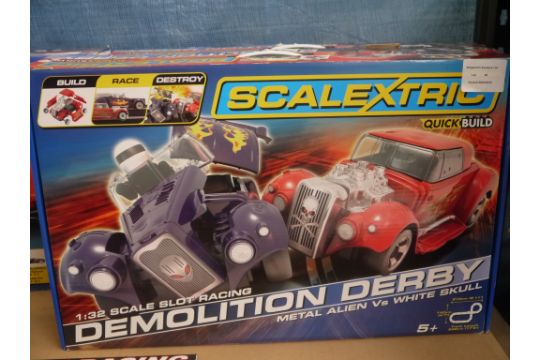 BUILD
RACE
DESTROY
SCALEXTRIC
QUICK BUILD
1:32 SCALE SLOT RACING
DEMOLITION DERBY
METAL ALIEN Vs WHITE SKULL
5+
RACING